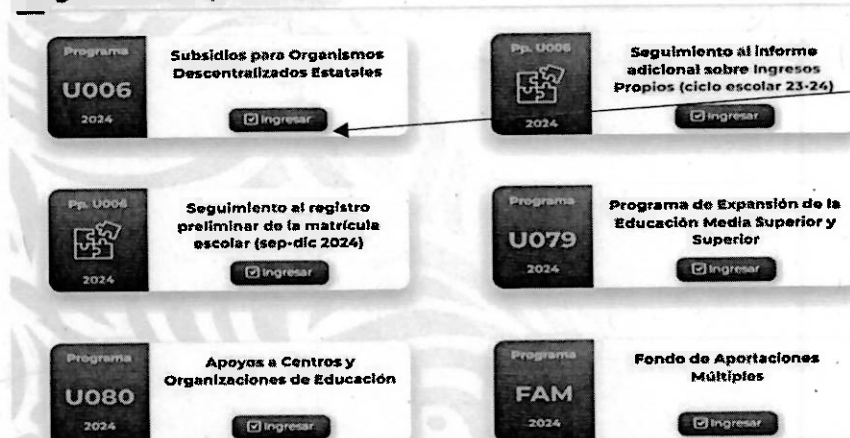 Programa
U006
2024
Subsidios para Organismos
Descentralizados Estatales
Ingresar
Pp. U006
2024
Seguimiento al informe
adicional sobre Ingresos
Propios (ciclo escolar 23-24)
Ingresar
Pp. U006
2024
Seguimiento al registro
preliminar de la matrícula
escolar (sep-dic 2024)
Ingresar
Programa
U079
2024
Programa de Expansión de la
Educación Media Superior y
Superior
Ingresar
Programa
U080
2024
Apoyos a Centros y
Organizaciones de Educación
Ingresar
Programa
FAM
2024
Fondo de Aportaciones
Múltiples
Ingresar